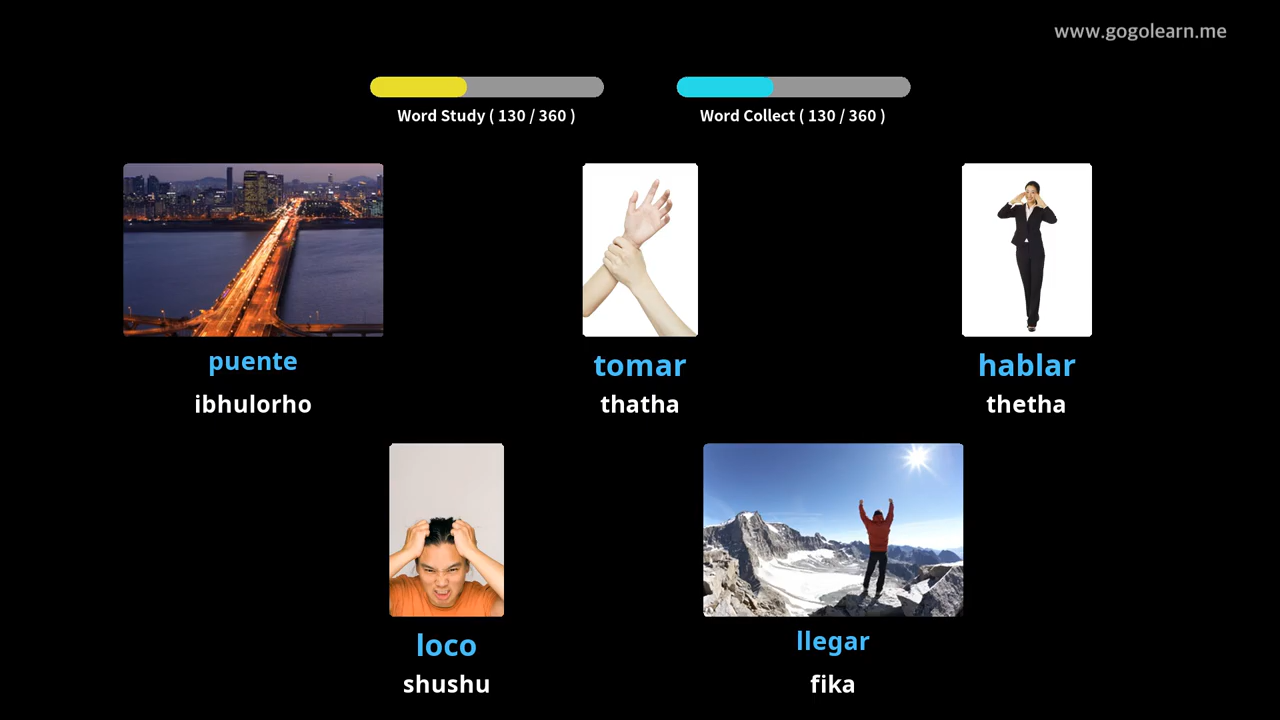 www.gogolearn.me
Word Study ( 130 / 360 )
Word Collect ( 130 / 360 )
puente
ibhulorho
tomar
thatha
hablar
thetha
loco
shushu
llegar
fika